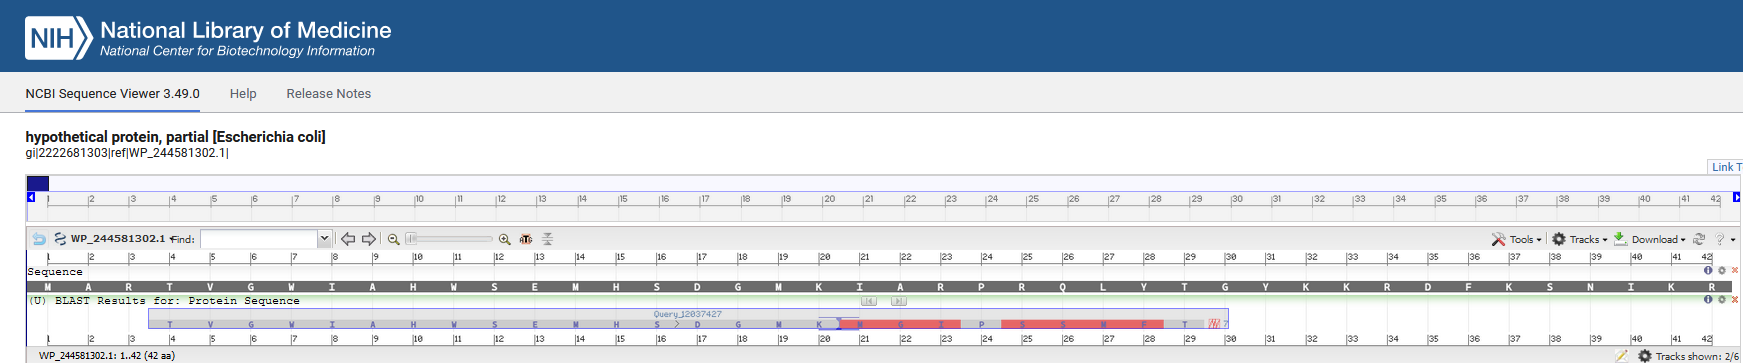 NIH National Library of Medicine
National Center for Biotechnology Information
NCBI Sequence Viewer 3.49.0 Help Release Notes
hypothetical protein, partial [Escherichia coli]
gi|2222681303|ref|WP_244581302.1|
Link T
1 2 3 4 5 6 7 8 9 10 11 12 13 14 15 16 17 18 19 20 21 22 23 24 25 26 27 28 29 30 31 32 33 34 35 36 37 38 39 40 41 42
WP_244581302.1 Find: Tools Tracks Download ?
1 2 3 4 5 6 7 8 9 10 11 12 13 14 15 16 17 18 19 20 21 22 23 24 25 26 27 28 29 30 31 32 33 34 35 36 37 38 39 40 41 42
Sequence
M A R T V G W I A H W S E M H S D G M K I A R P R Q L Y T G Y K K R D F K S N I K R
(U) BLAST Results for: Protein Sequence
Query_12037427
T V G W I A H W S E M H S D G M K N G I P S S M F T
1 2 3 4 5 6 7 8 9 10 11 12 13 14 15 16 17 18 19 20 21 22 23 24 25 26 27 28 29 30 31 32 33 34 35 36 37 38 39 40 41 42
WP_244581302.1: 1..42 (42 aa) Tracks shown: 2/6